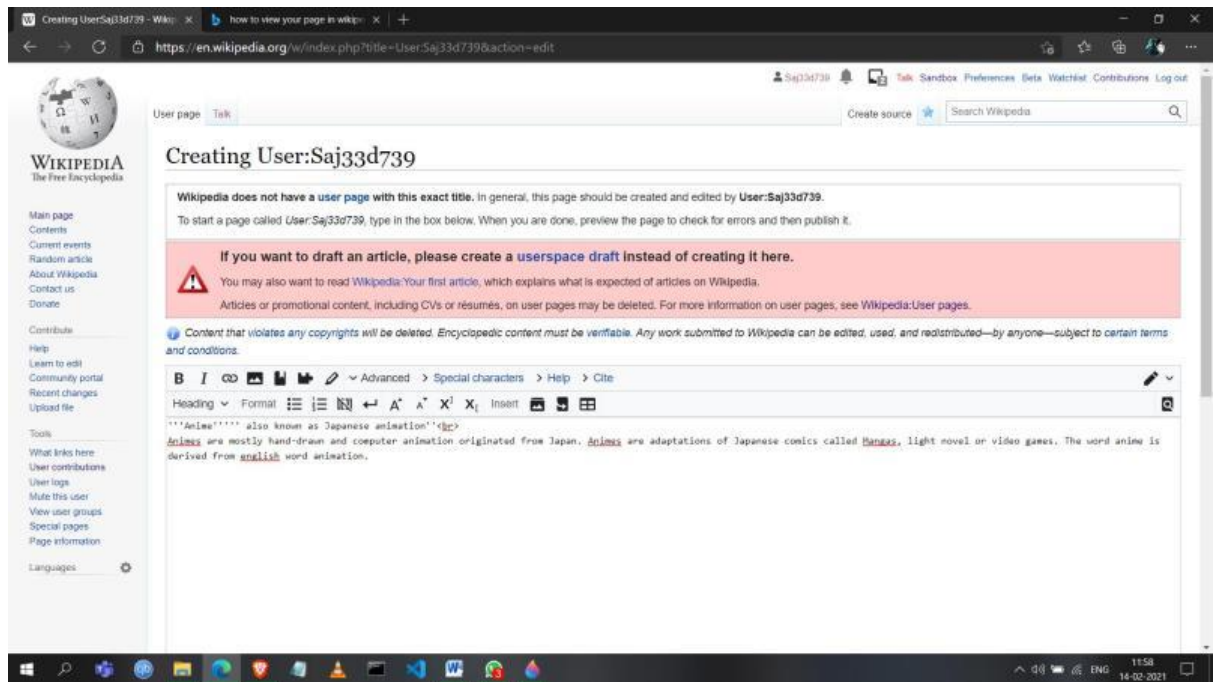 Creating User:Saj33d739 - Wikip
how to view your page in wikip
https://en.wikipedia.org/w/index.php?title=User:Saj33d739&action=edit
Saj33d739 Talk Sandbox Preferences Beta Watchlist Contributions Log out
User page Talk Create source Search Wikipedia
WIKIPEDIA
The Free Encyclopedia
Creating User:Saj33d739
Wikipedia does not have a user page with this exact title. In general, this page should be created and edited by User:Saj33d739.
To start a page called User:Saj33d739, type in the box below. When you are done, preview the page to check for errors and then publish it.
If you want to draft an article, please create a userspace draft instead of creating it here.
You may also want to read Wikipedia:Your first article, which explains what is expected of articles on Wikipedia.
Articles or promotional content, including CVs or résumés, on user pages may be deleted. For more information on user pages, see Wikipedia:User pages.
Content that violates any copyrights will be deleted. Encyclopedic content must be verifiable. Any work submitted to Wikipedia can be edited, used, and redistributed—by anyone—subject to certain terms
and conditions.
B I Advanced Special characters Help Cite
Heading Format Insert
'''Anime''''' also known as Japanese animation''<br>
Animes are mostly hand-drawn and computer animation originated from Japan. Animes are adaptations of Japanese comics called Mangas, light novel or video games. The word anime is
derived from english word animation.
Main page
Contents
Current events
Random article
About Wikipedia
Contact us
Donate
Contribute
Help
Learn to edit
Community portal
Recent changes
Upload file
Tools
What links here
User contributions
User logs
Mute this user
View user groups
Special pages
Page information
Languages
ENG
11:58
14-02-2021